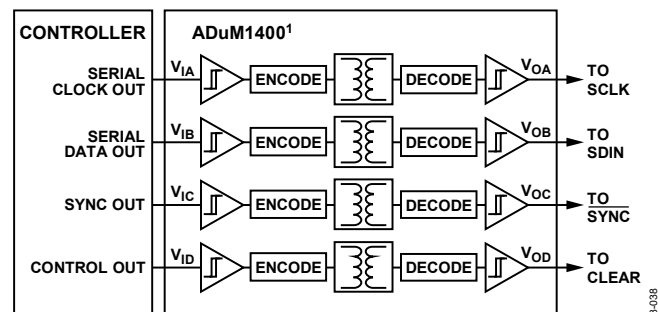 CONTROLLER
ADuM1400¹
SERIAL
CLOCK OUT
V_IA
ENCODE
DECODE
V_OA
TO
SCLK
SERIAL
DATA OUT
V_IB
ENCODE
DECODE
V_OB
TO
SDIN
SYNC OUT
V_IC
ENCODE
DECODE
V_OC
TO
SYNC
CONTROL OUT
V_ID
ENCODE
DECODE
V_OD
TO
CLEAR